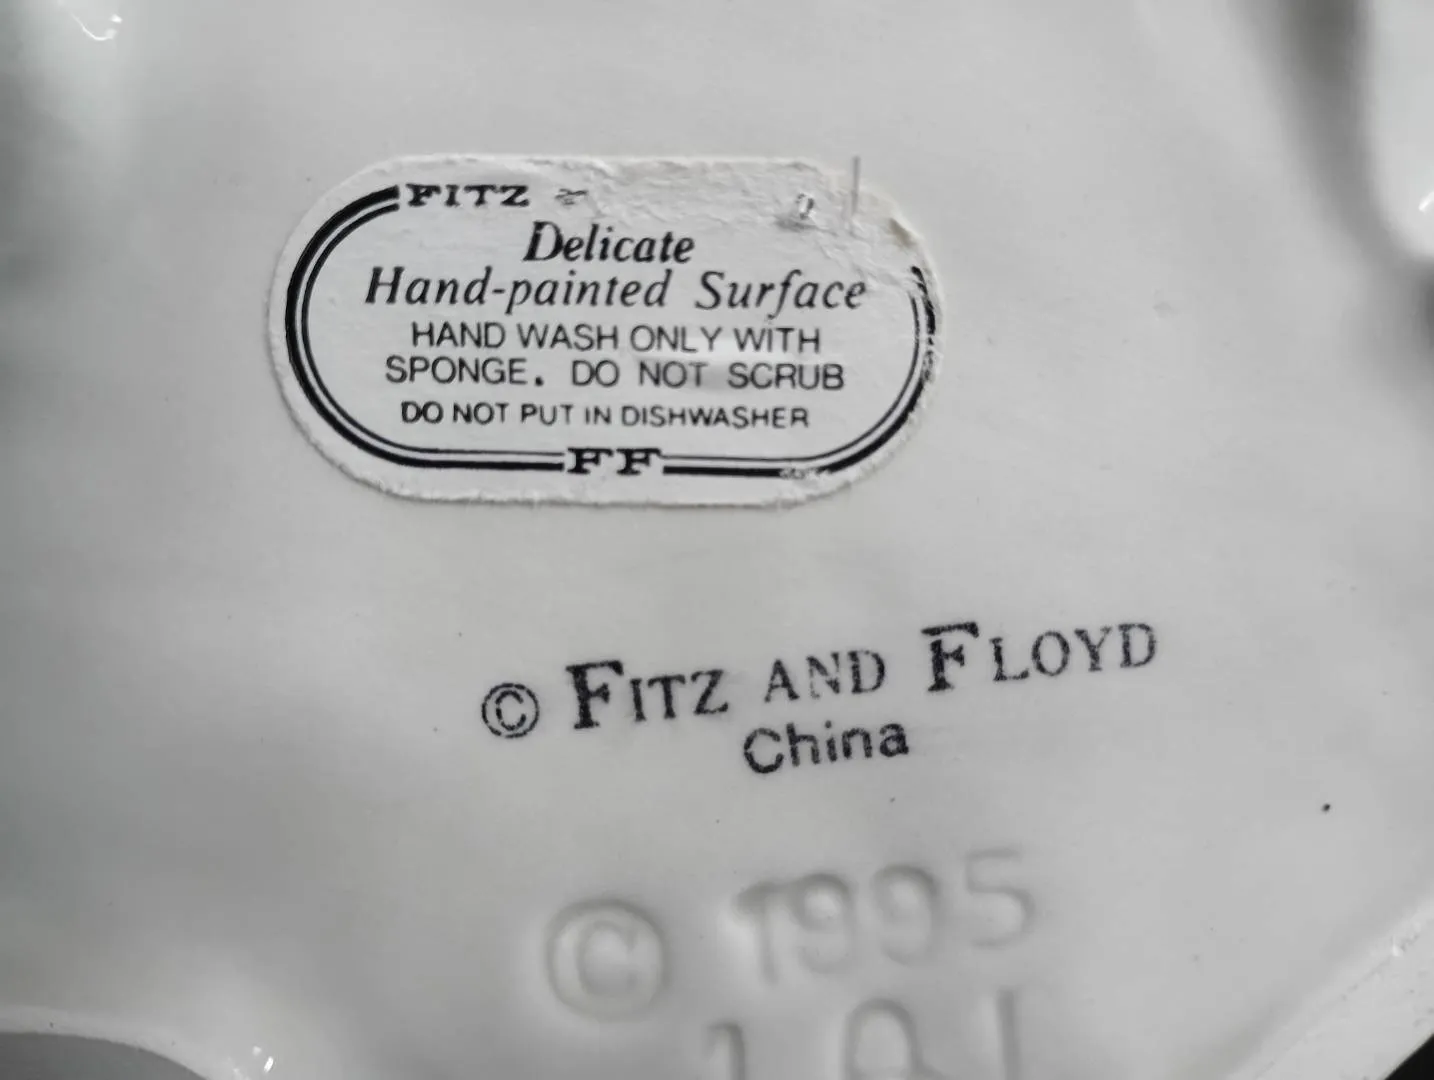 FITZ
Delicate
Hand-painted Surface
HAND WASH ONLY WITH
SPONGE. DO NOT SCRUB
DO NOT PUT IN DISHWASHER
FF
© FITZ AND FLOYD
China
© 1995